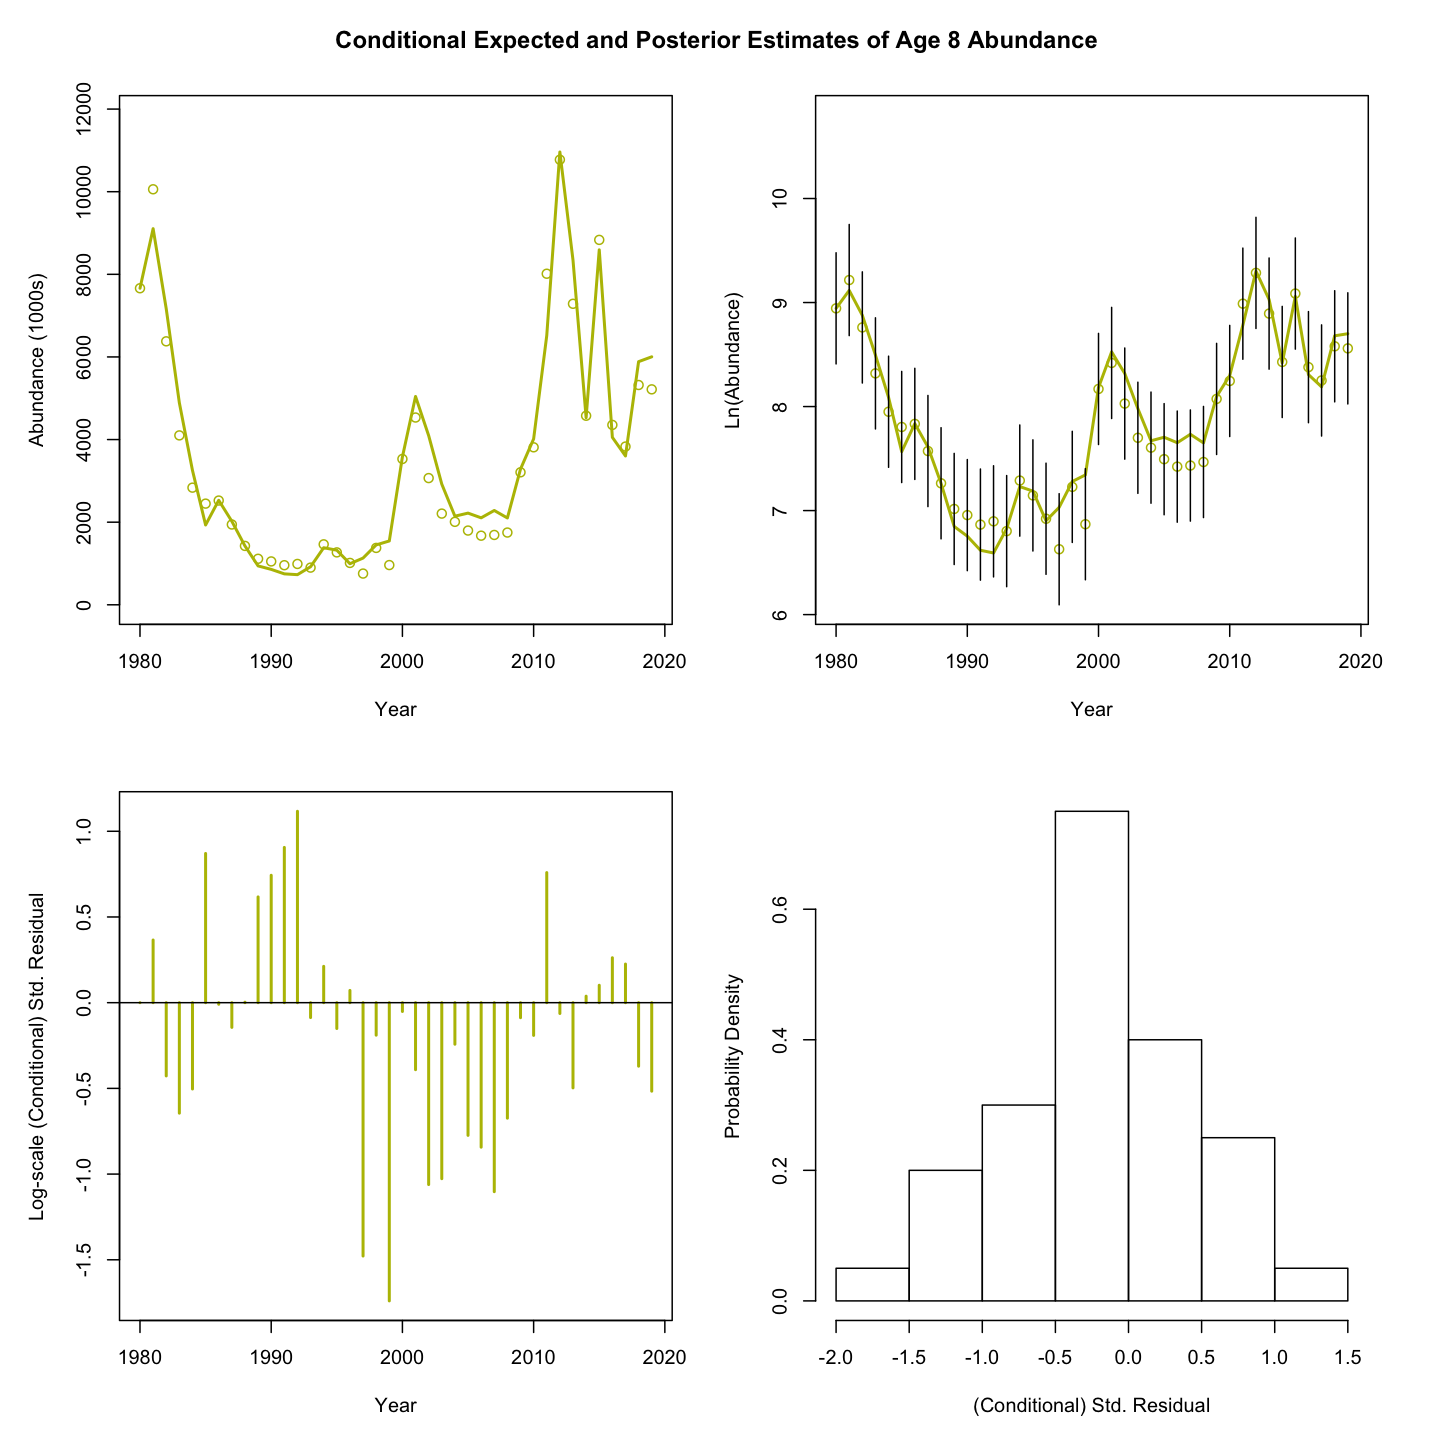 Conditional Expected and Posterior Estimates of Age 8 Abundance
Abundance (1000s)
12000
10000
8000
6000
4000
2000
0
1980 1990 2000 2010 2020
Year
Ln(Abundance)
10
9
8
7
6
1980 1990 2000 2010 2020
Year
Log-scale (Conditional) Std. Residual
1.0
0.5
0.0
-0.5
-1.0
-1.5
1980 1990 2000 2010 2020
Year
Probability Density
0.6
0.4
0.2
0.0
-2.0 -1.5 -1.0 -0.5 0.0 0.5 1.0 1.5
(Conditional) Std. Residual